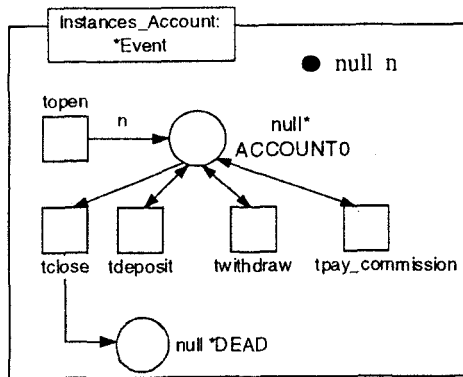 Instances_Account:
*Event
null n
topen
n
null*
ACCOUNT0
tclose
tdeposit
twithdraw
tpay_commission
null *DEAD